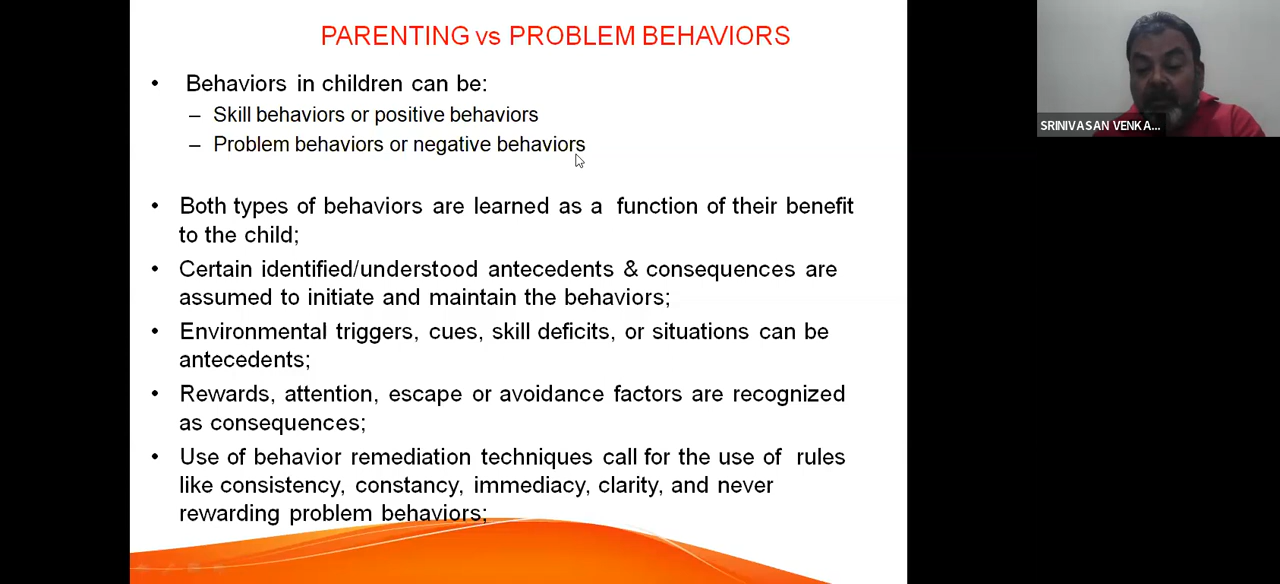 PARENTING vs PROBLEM BEHAVIORS
• Behaviors in children can be:
– Skill behaviors or positive behaviors
– Problem behaviors or negative behaviors
• Both types of behaviors are learned as a function of their benefit
to the child;
• Certain identified/understood antecedents & consequences are
assumed to initiate and maintain the behaviors;
• Environmental triggers, cues, skill deficits, or situations can be
antecedents;
• Rewards, attention, escape or avoidance factors are recognized
as consequences;
• Use of behavior remediation techniques call for the use of rules
like consistency, constancy, immediacy, clarity, and never
rewarding problem behaviors;
SRINIVASAN VENKA...